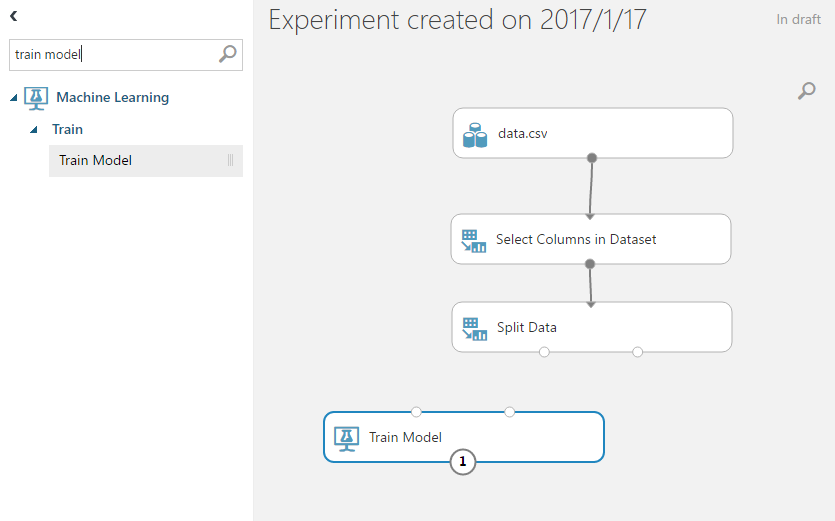 Experiment created on 2017/1/17
In draft
train model
Machine Learning
Train
Train Model
data.csv
Select Columns in Dataset
Split Data
Train Model
1